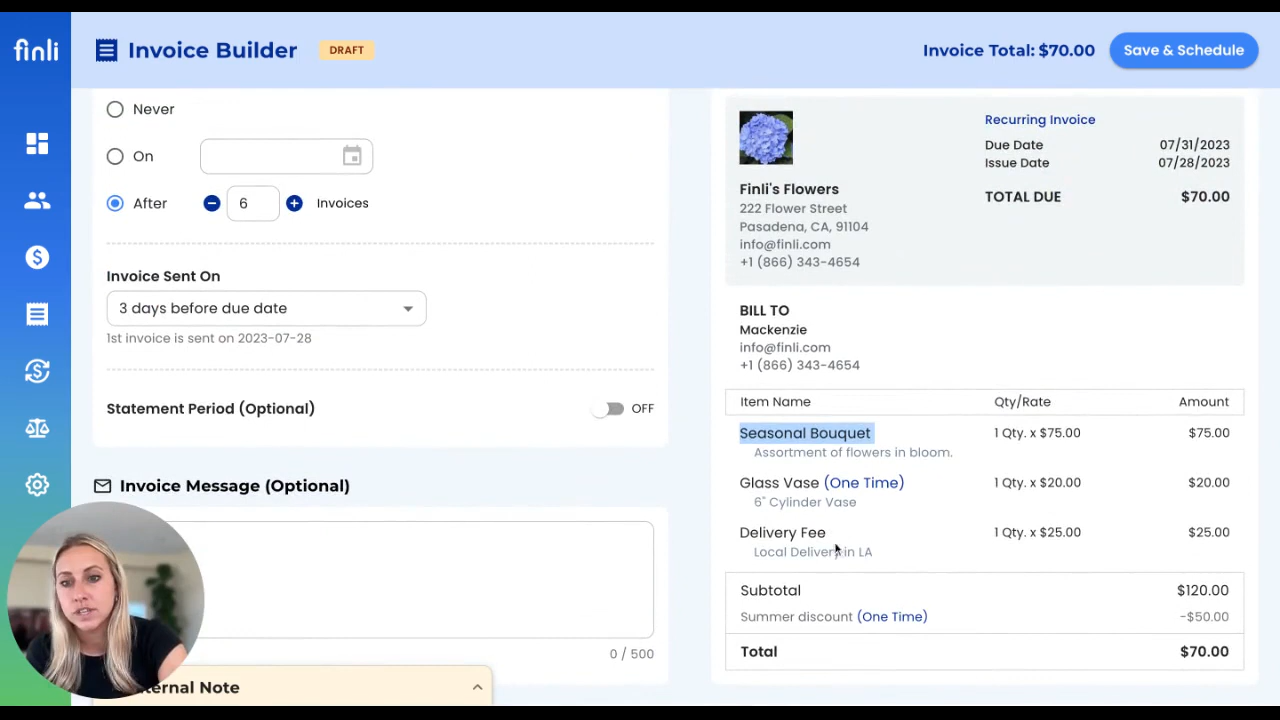 finli
Invoice Builder
DRAFT
Invoice Total: $70.00
Save & Schedule
Never
On
After
6
Invoices
Invoice Sent On
3 days before due date
1st invoice is sent on 2023-07-28
Statement Period (Optional)
OFF
Invoice Message (Optional)
0 / 500
ternal Note
Recurring Invoice
Due Date 07/31/2023
Issue Date 07/28/2023
TOTAL DUE $70.00
Finli's Flowers
222 Flower Street
Pasadena, CA, 91104
info@finli.com
+1 (866) 343-4654
BILL TO
Mackenzie
info@finli.com
+1 (866) 343-4654
Item Name Qty/Rate Amount
Seasonal Bouquet 1 Qty. x $75.00 $75.00
Assortment of flowers in bloom.
Glass Vase (One Time) 1 Qty. x $20.00 $20.00
6" Cylinder Vase
Delivery Fee 1 Qty. x $25.00 $25.00
Local Delivery in LA
Subtotal $120.00
Summer discount (One Time) -$50.00
Total $70.00